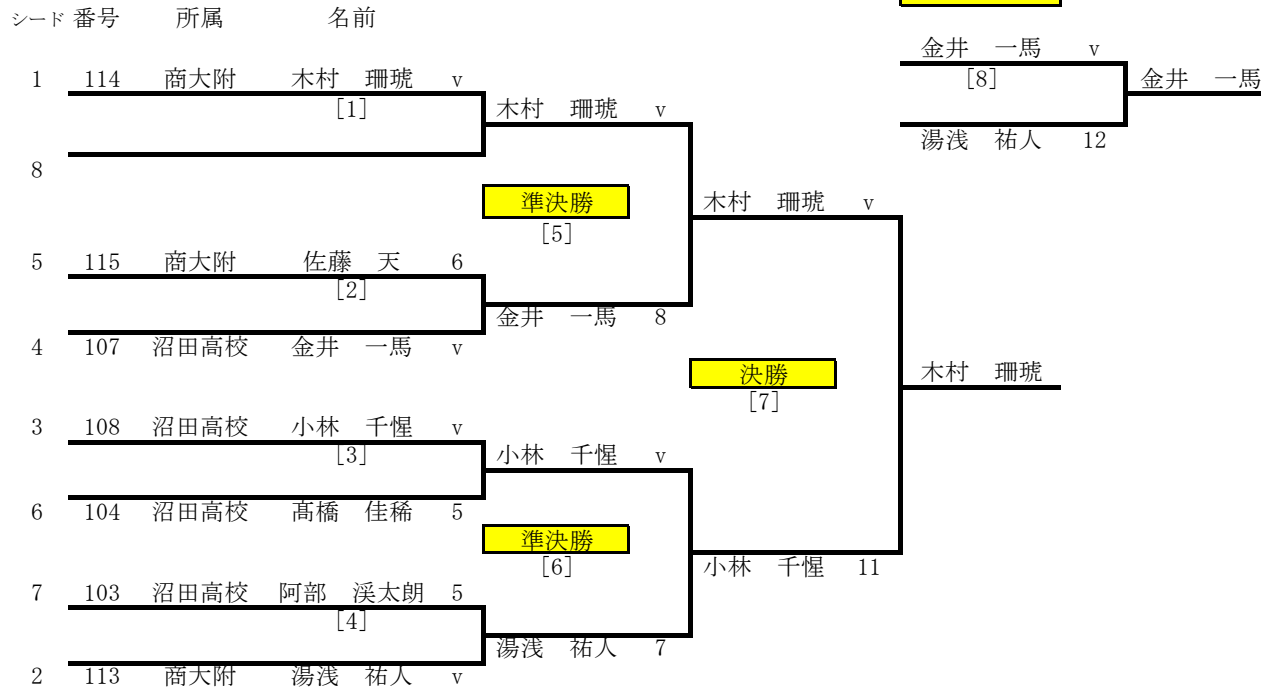 シード 番号 所属 名前
金井 一馬 v
1 114 商大附 木村 珊琥 v
[8]
金井 一馬
[1]
木村 珊琥 v
湯浅 祐人 12
8
準決勝
木村 珊琥 v
[5]
5 115 商大附 佐藤 天 6
[2]
金井 一馬 8
4 107 沼田高校 金井 一馬 v
決勝
木村 珊琥
[7]
3 108 沼田高校 小林 千惺 v
[3]
小林 千惺 v
6 104 沼田高校 髙橋 佳稀 5
準決勝
[6]
小林 千惺 11
7 103 沼田高校 阿部 渓太朗 5
[4]
湯浅 祐人 7
2 113 商大附 湯浅 祐人 v